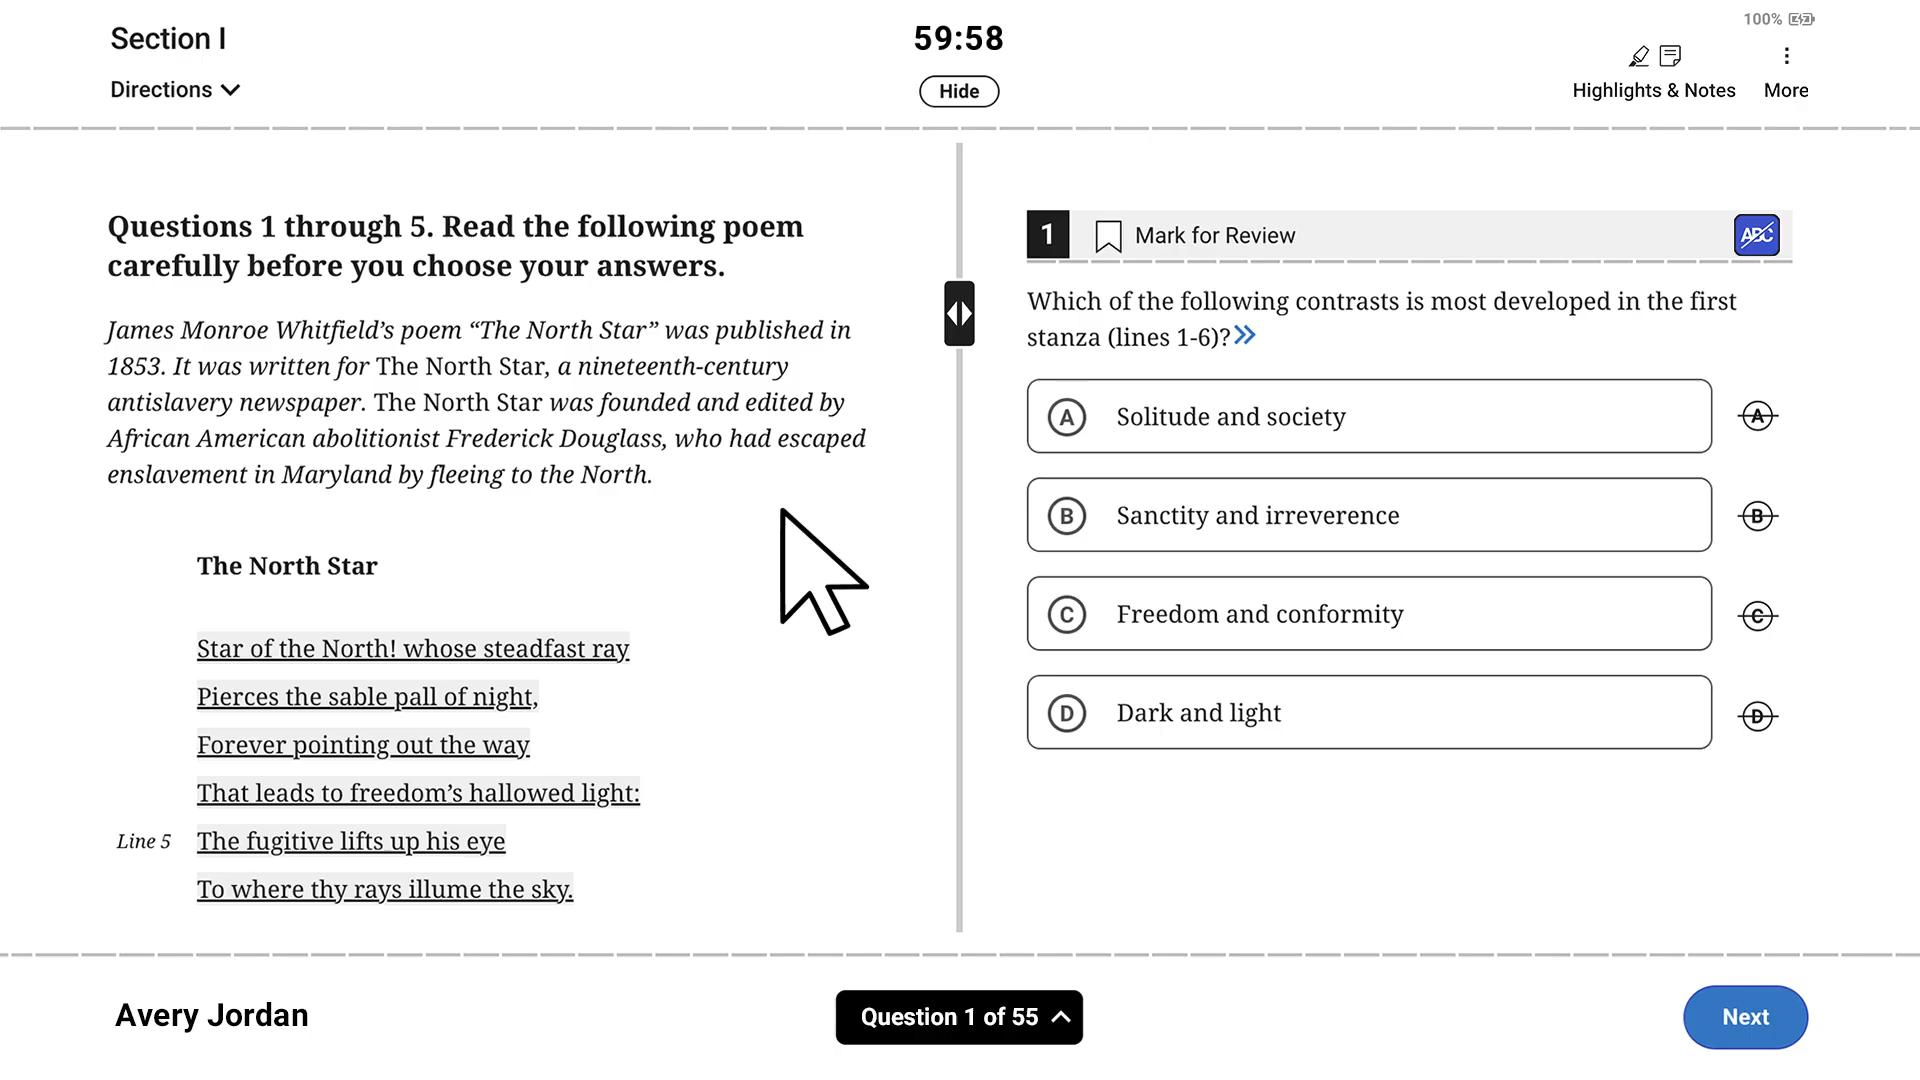 Section I
59:58
100%
Directions
Hide
Highlights & Notes
More
Questions 1 through 5. Read the following poem
carefully before you choose your answers.
James Monroe Whitfield’s poem “The North Star” was published in
1853. It was written for The North Star, a nineteenth-century
antislavery newspaper. The North Star was founded and edited by
African American abolitionist Frederick Douglass, who had escaped
enslavement in Maryland by fleeing to the North.
The North Star
Star of the North! whose steadfast ray
Pierces the sable pall of night,
Forever pointing out the way
That leads to freedom’s hallowed light:
Line 5 The fugitive lifts up his eye
To where thy rays illume the sky.
1 Mark for Review ABC
Which of the following contrasts is most developed in the first
stanza (lines 1-6)?
A Solitude and society A
B Sanctity and irreverence B
C Freedom and conformity C
D Dark and light D
Avery Jordan
Question 1 of 55
Next